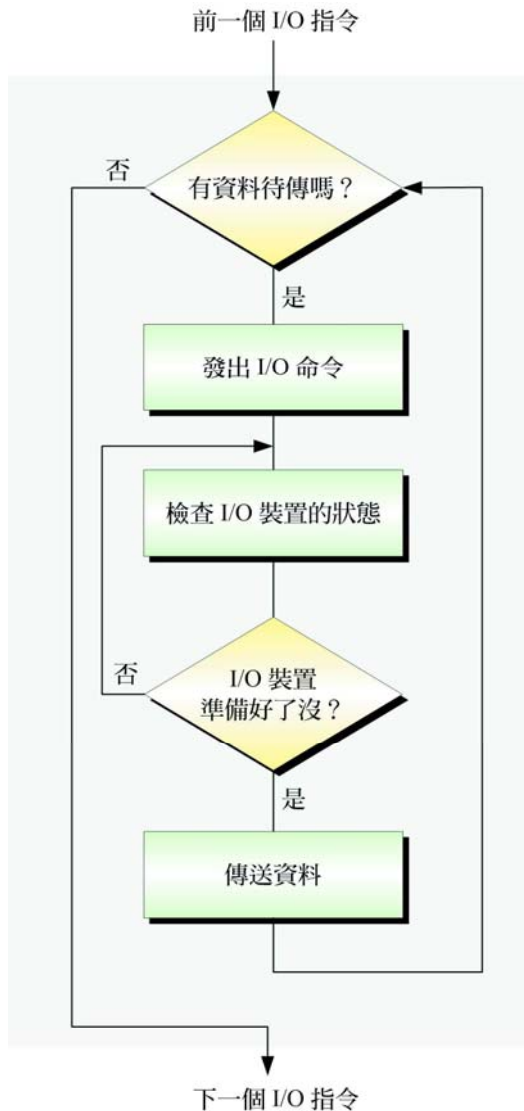 前一個 I/O 指令
否
有資料待傳嗎？
是
發出 I/O 命令
檢查 I/O 裝置的狀態
否
I/O 裝置
準備好了沒？
是
傳送資料
下一個 I/O 指令